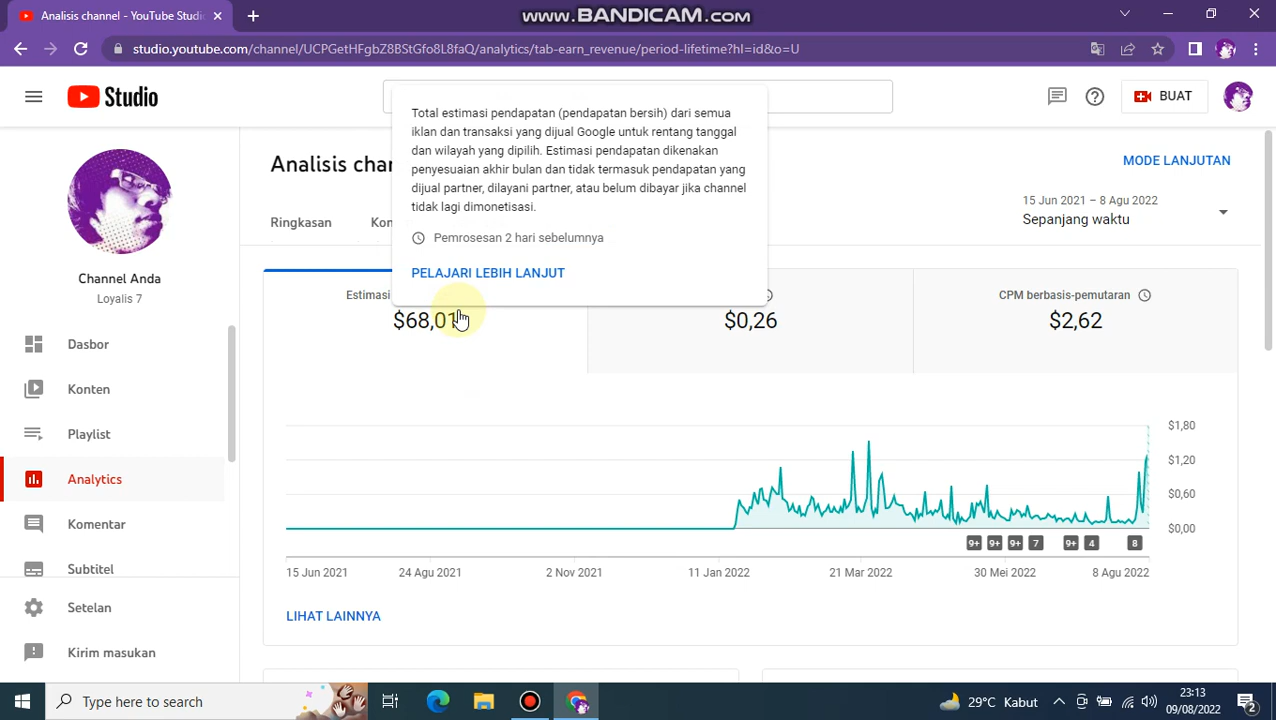 Analisis channel - YouTube Studio
www.BANDICAM.com
studio.youtube.com/channel/UCPGetHFgbZ8BStGfo8L8faQ/analytics/tab-earn_revenue/period-lifetime?hl=id&o=U
Studio
BUAT
Total estimasi pendapatan (pendapatan bersih) dari semua
iklan dan transaksi yang dijual Google untuk rentang tanggal
dan wilayah yang dipilih. Estimasi pendapatan dikenakan
penyesuaian akhir bulan dan tidak termasuk pendapatan yang
dijual partner, dilayani partner, atau belum dibayar jika channel
tidak lagi dimonetisasi.
Pemrosesan 2 hari sebelumnya
PELAJARI LEBIH LANJUT
Analisis
MODE LANJUTAN
Ringkasan
15 Jun 2021 – 8 Agu 2022
Sepanjang waktu
Channel Anda
Loyalis 7
Dasbor
Konten
Playlist
Analytics
Komentar
Subtitel
Setelan
Kirim masukan
Estimasi
$68,01
$0,26
CPM berbasis-pemutaran
$2,62
$1,80
$1,20
$0,60
$0,00
9+ 9+ 9+ 7 9+ 4 8
15 Jun 2021 24 Agu 2021 2 Nov 2021 11 Jan 2022 21 Mar 2022 30 Mei 2022 8 Agu 2022
LIHAT LAINNYA
Type here to search
29°C Kabut
23:13
09/08/2022
2